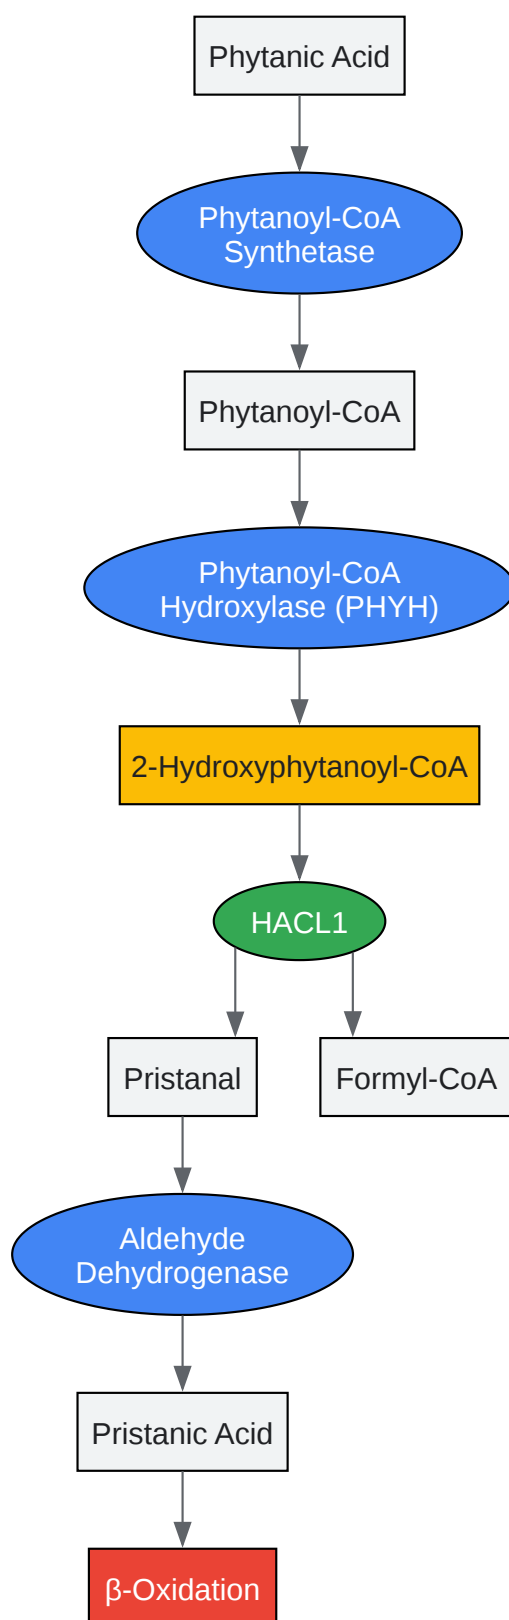 Phytanic Acid
Phytanoyl-CoA
Synthetase
Phytanoyl-CoA
Phytanoyl-CoA
Hydroxylase (PHYH)
2-Hydroxyphytanoyl-CoA
HACL1
Pristanal
Formyl-CoA
Aldehyde
Dehydrogenase
Pristanic Acid
β-Oxidation